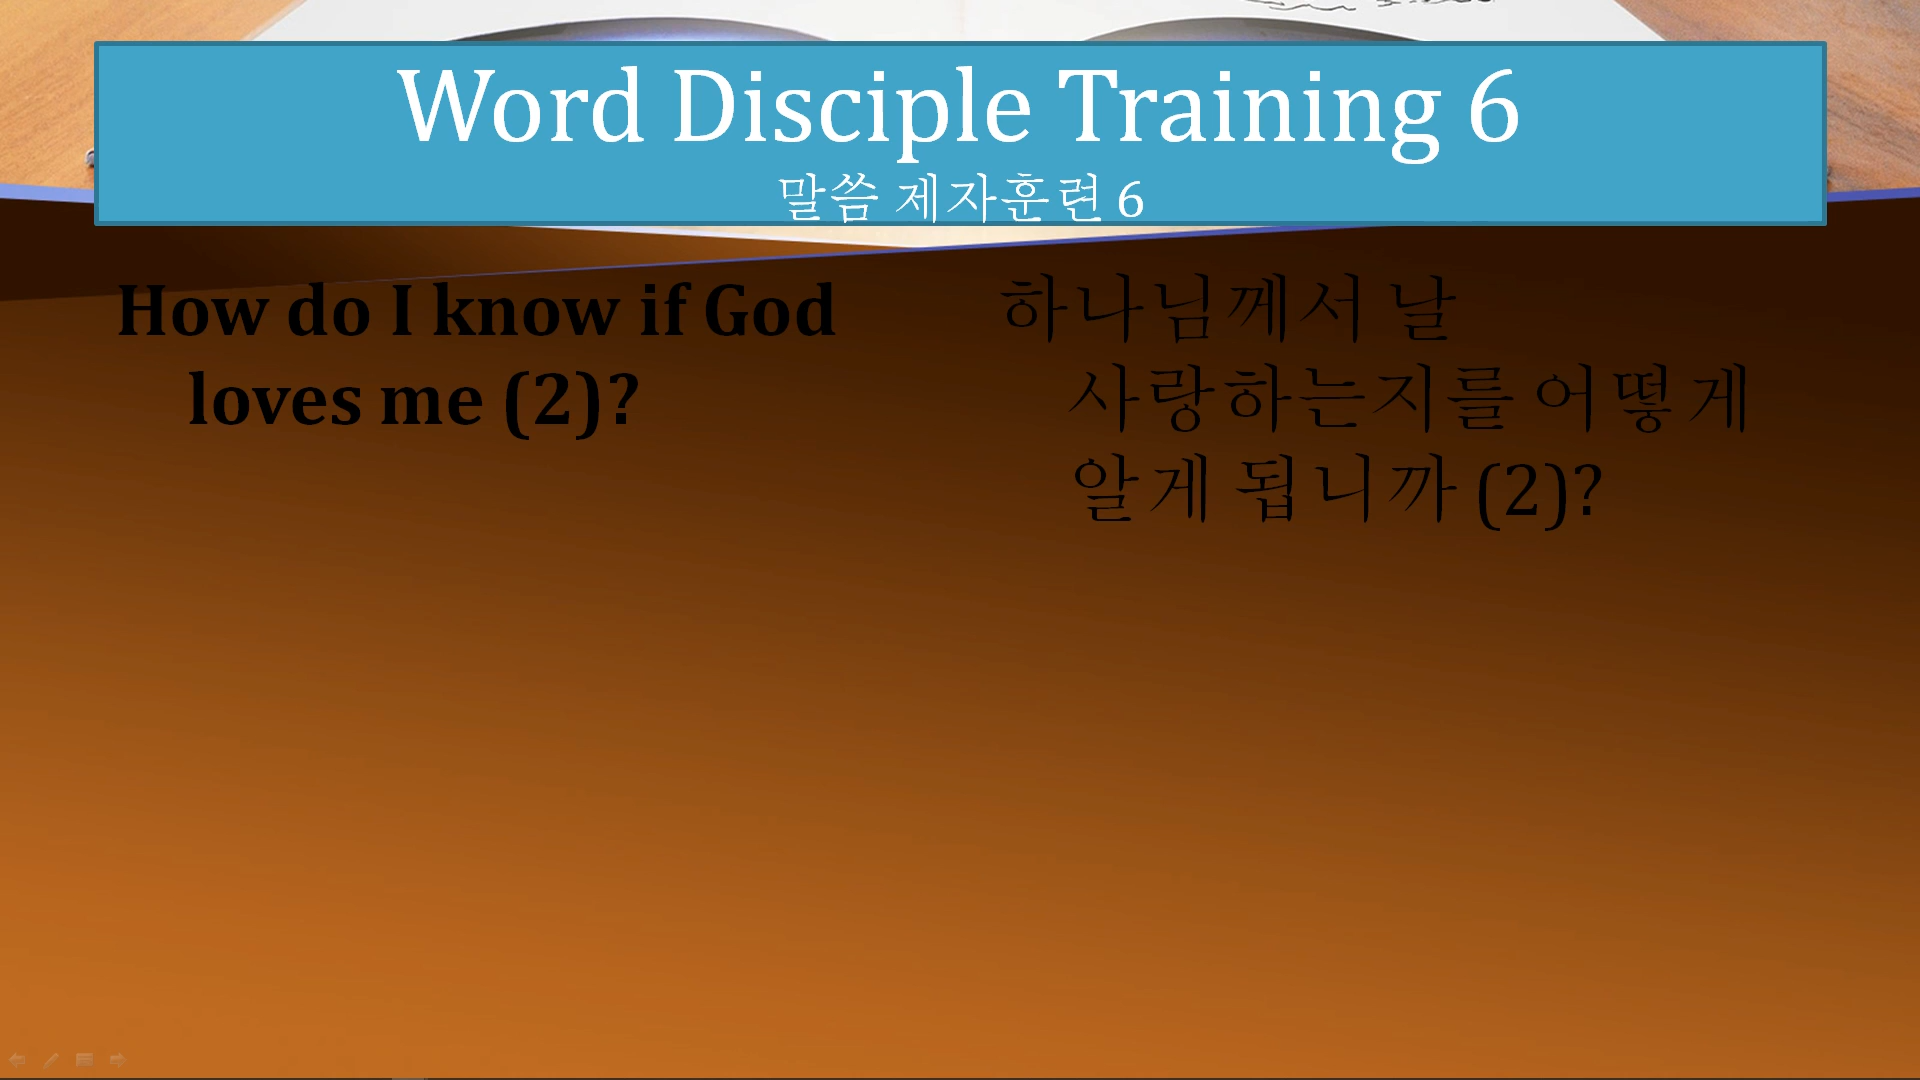 Word Disciple Training 6
말씀 제자훈련 6
How do I know if God
loves me (2)?
하나님께서 날
사랑하는지를 어떻게
알게 됩니까 (2)?